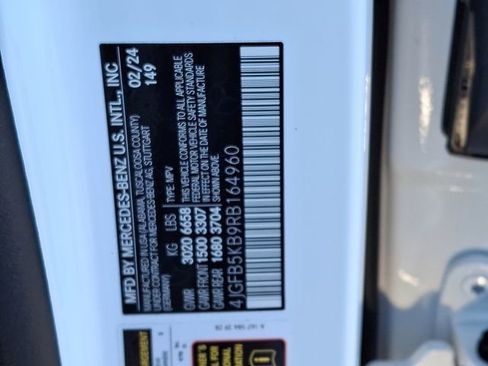 MFD BY MERCEDES-BENZ U.S. INTL., INC
MANUFACTURED IN USA (ALABAMA, TUSCALOOSA COUNTY)
UNDER CONTRACT FOR MERCEDES-BENZ AG, STUTTGART
(GERMANY)
02/24
149
KG LBS TYPE: MPV
GVWR 3020 6658 THIS VEHICLE CONFORMS TO ALL APPLICABLE
GAWR FRONT 1500 3307 FEDERAL MOTOR VEHICLE SAFETY STANDARDS
GAWR REAR 1680 3704 IN EFFECT ON THE DATE OF MANUFACTURE
SHOWN ABOVE.
4JGFB5KB9RB164960